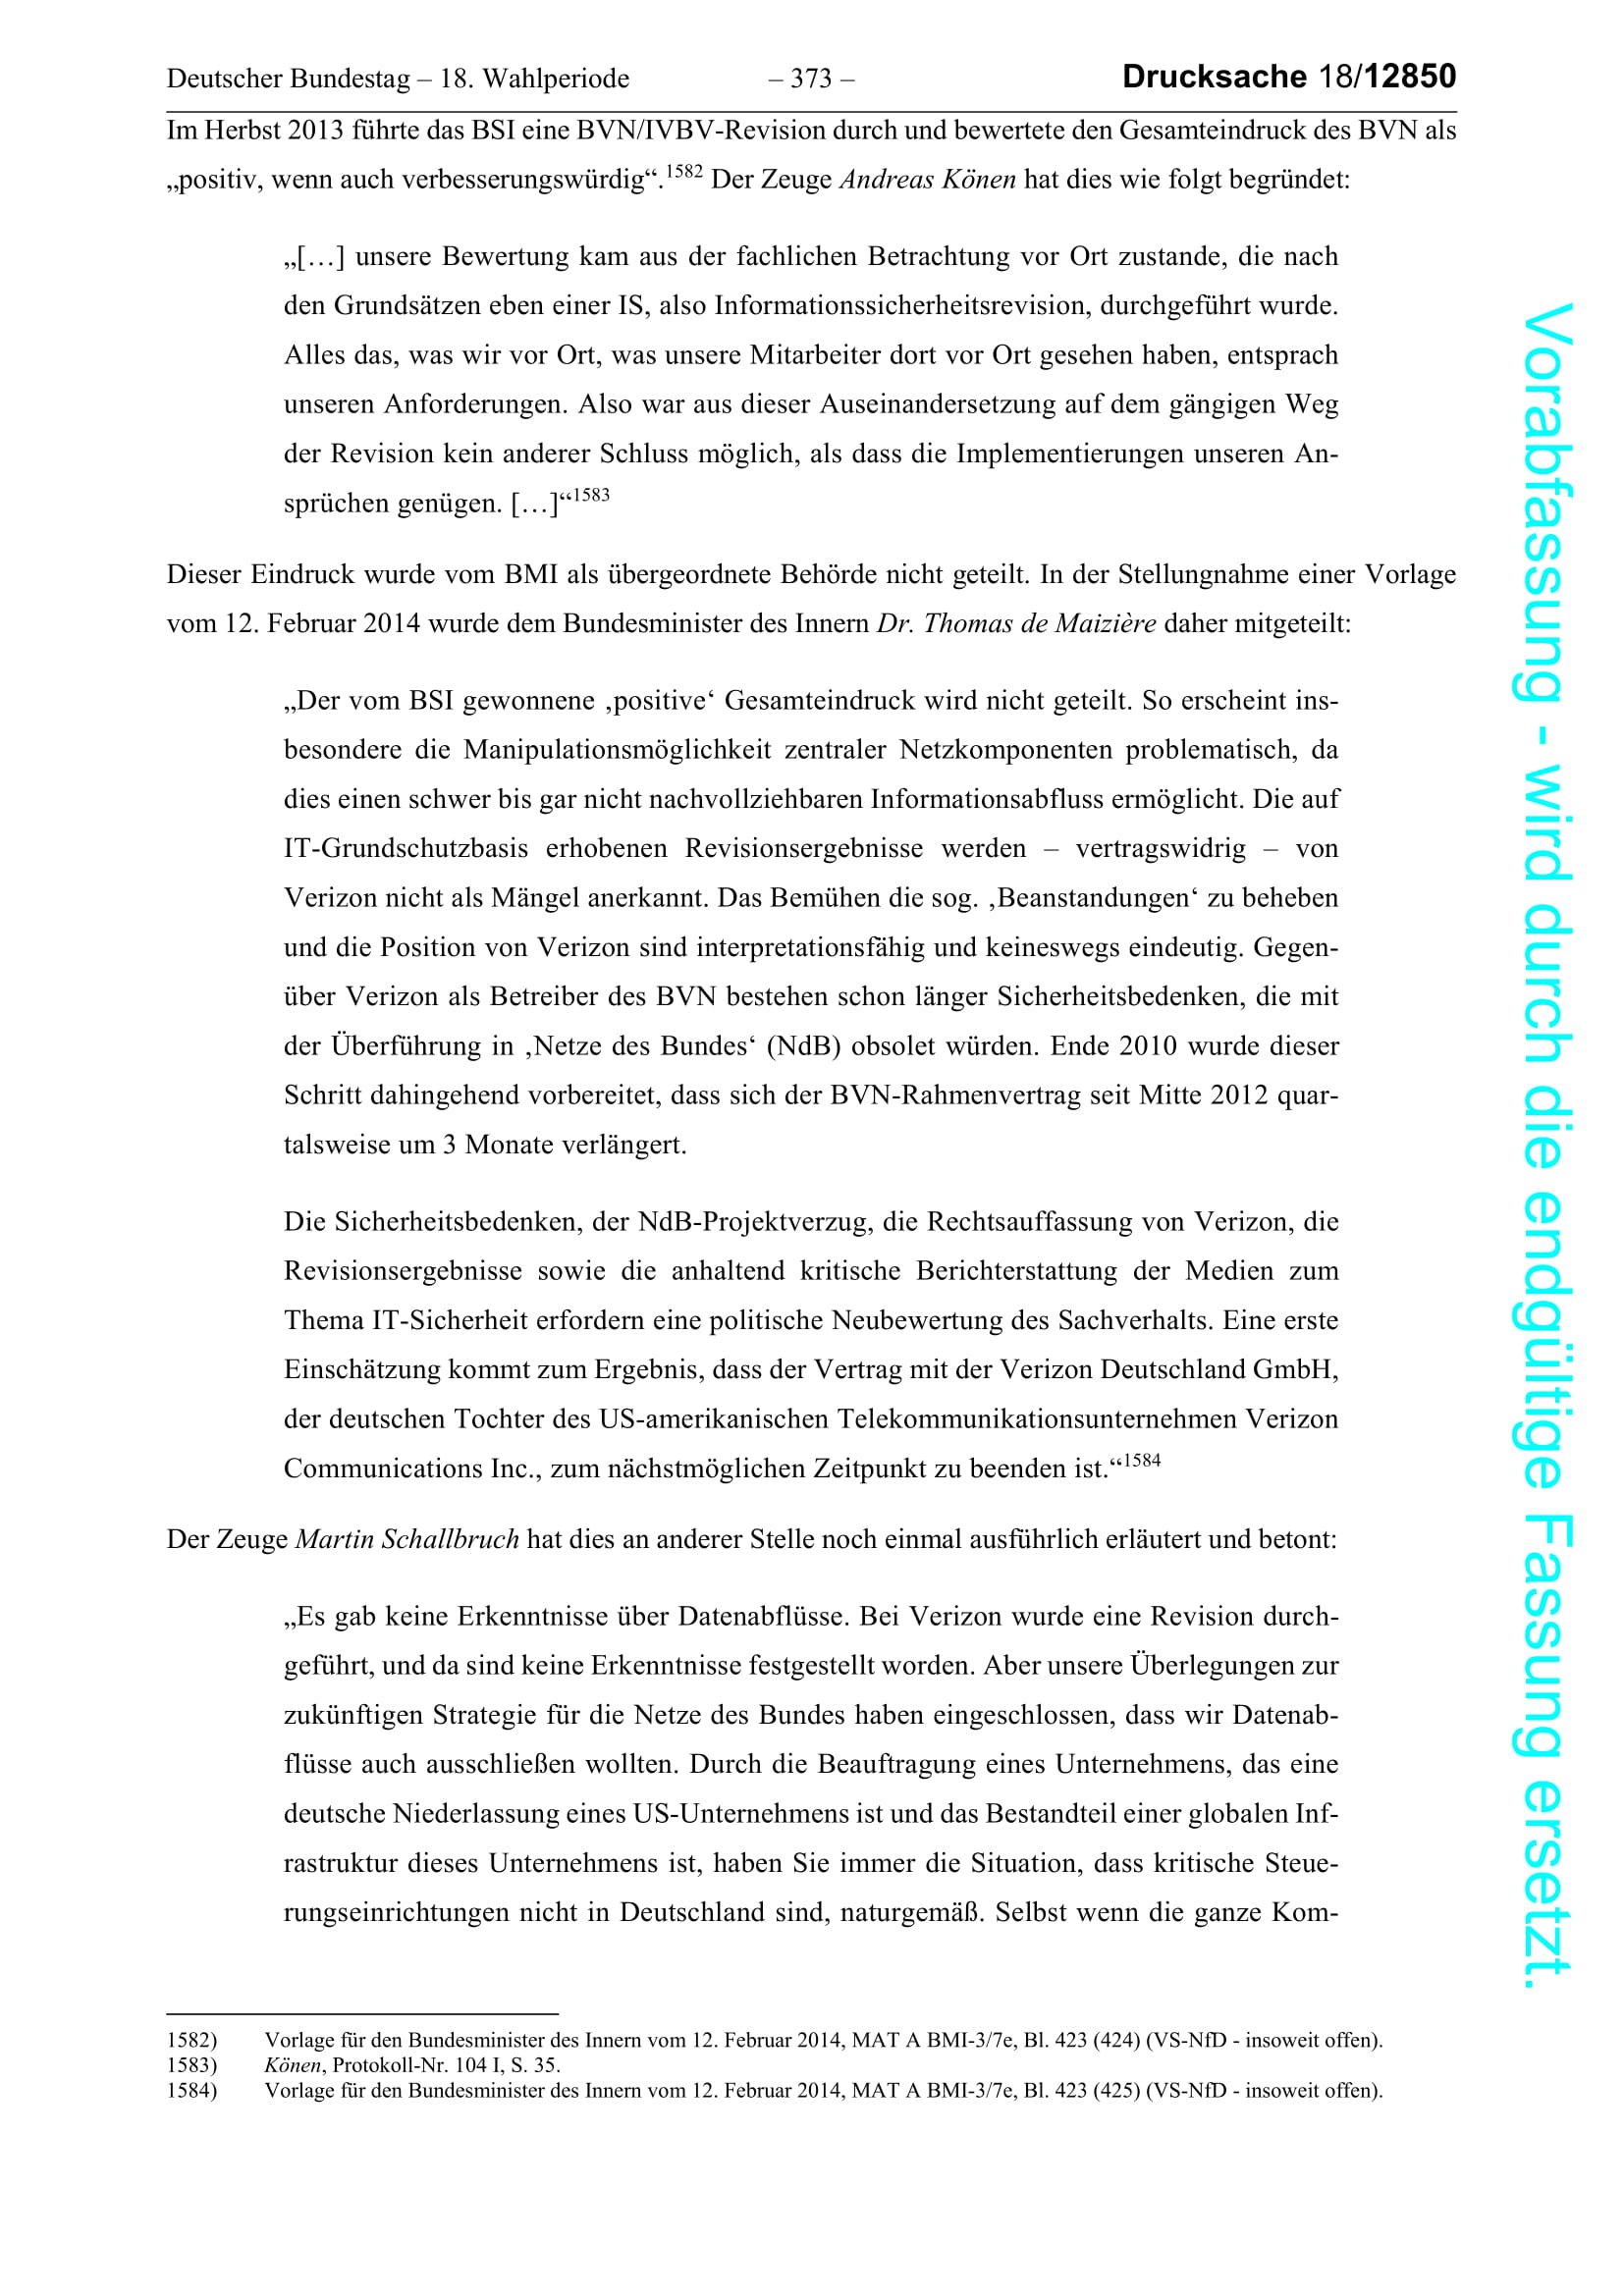 Deutscher Bundestag – 18. Wahlperiode – 373 – Drucksache 18/12850
Im Herbst 2013 führte das BSI eine BVN/IVBV-Revision durch und bewertete den Gesamteindruck des BVN als
„positiv, wenn auch verbesserungswürdig“.1582 Der Zeuge Andreas Könen hat dies wie folgt begründet:
„[…] unsere Bewertung kam aus der fachlichen Betrachtung vor Ort zustande, die nach
den Grundsätzen eben einer IS, also Informationssicherheitsrevision, durchgeführt wurde.
Alles das, was wir vor Ort, was unsere Mitarbeiter dort vor Ort gesehen haben, entsprach
unseren Anforderungen. Also war aus dieser Auseinandersetzung auf dem gängigen Weg
der Revision kein anderer Schluss möglich, als dass die Implementierungen unseren An-
sprüchen genügen. […]“1583
Dieser Eindruck wurde vom BMI als übergeordnete Behörde nicht geteilt. In der Stellungnahme einer Vorlage
vom 12. Februar 2014 wurde dem Bundesminister des Innern Dr. Thomas de Maizière daher mitgeteilt:
„Der vom BSI gewonnene ‚positive‘ Gesamteindruck wird nicht geteilt. So erscheint ins-
besondere die Manipulationsmöglichkeit zentraler Netzkomponenten problematisch, da
dies einen schwer bis gar nicht nachvollziehbaren Informationsabfluss ermöglicht. Die auf
IT-Grundschutzbasis erhobenen Revisionsergebnisse werden – vertragswidrig – von
Verizon nicht als Mängel anerkannt. Das Bemühen die sog. ‚Beanstandungen‘ zu beheben
und die Position von Verizon sind interpretationsfähig und keineswegs eindeutig. Gegen-
über Verizon als Betreiber des BVN bestehen schon länger Sicherheitsbedenken, die mit
der Überführung in ‚Netze des Bundes‘ (NdB) obsolet würden. Ende 2010 wurde dieser
Schritt dahingehend vorbereitet, dass sich der BVN-Rahmenvertrag seit Mitte 2012 quar-
talsweise um 3 Monate verlängert.
Die Sicherheitsbedenken, der NdB-Projektverzug, die Rechtsauffassung von Verizon, die
Revisionsergebnisse sowie die anhaltend kritische Berichterstattung der Medien zum
Thema IT-Sicherheit erfordern eine politische Neubewertung des Sachverhalts. Eine erste
Einschätzung kommt zum Ergebnis, dass der Vertrag mit der Verizon Deutschland GmbH,
der deutschen Tochter des US-amerikanischen Telekommunikationsunternehmen Verizon
Communications Inc., zum nächstmöglichen Zeitpunkt zu beenden ist.“1584
Der Zeuge Martin Schallbruch hat dies an anderer Stelle noch einmal ausführlich erläutert und betont:
„Es gab keine Erkenntnisse über Datenabflüsse. Bei Verizon wurde eine Revision durch-
geführt, und da sind keine Erkenntnisse festgestellt worden. Aber unsere Überlegungen zur
zukünftigen Strategie für die Netze des Bundes haben eingeschlossen, dass wir Datenab-
flüsse auch ausschließen wollten. Durch die Beauftragung eines Unternehmens, das eine
deutsche Niederlassung eines US-Unternehmens ist und das Bestandteil einer globalen Inf-
rastruktur dieses Unternehmens ist, haben Sie immer die Situation, dass kritische Steue-
rungseinrichtungen nicht in Deutschland sind, naturgemäß. Selbst wenn die ganze Kom-
1582) Vorlage für den Bundesminister des Innern vom 12. Februar 2014, MAT A BMI-3/7e, Bl. 423 (424) (VS-NfD - insoweit offen).
1583) Könen, Protokoll-Nr. 104 I, S. 35.
1584) Vorlage für den Bundesminister des Innern vom 12. Februar 2014, MAT A BMI-3/7e, Bl. 423 (425) (VS-NfD - insoweit offen).
Vorabfassung - wird durch die endgültige Fassung ersetzt.